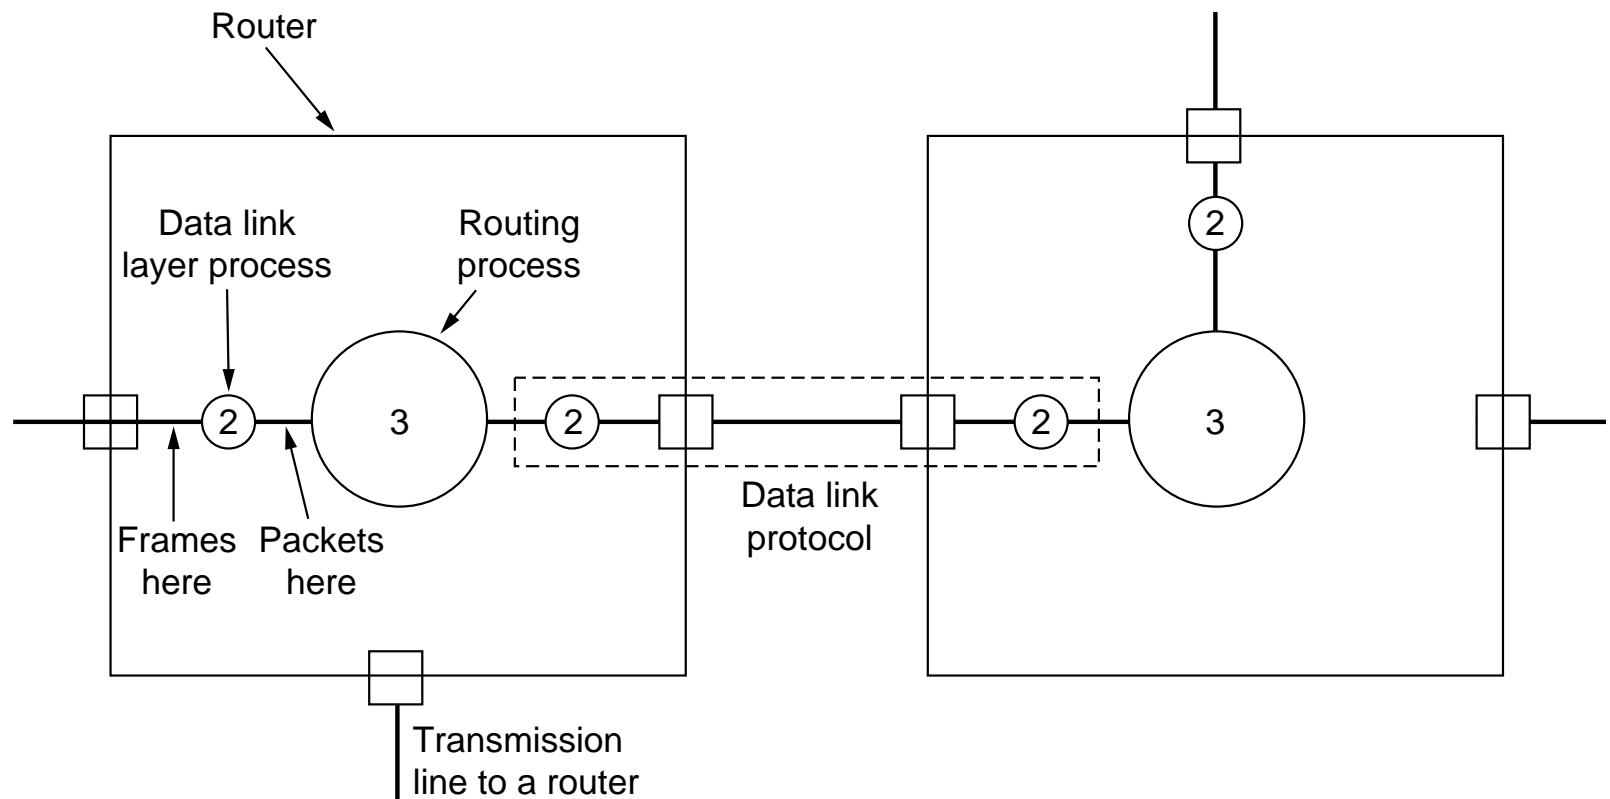 Router
Data link
layer process
Routing
process
2
2
3
2
2
3
Data link
protocol
Frames
here
Packets
here
Transmission
line to a router